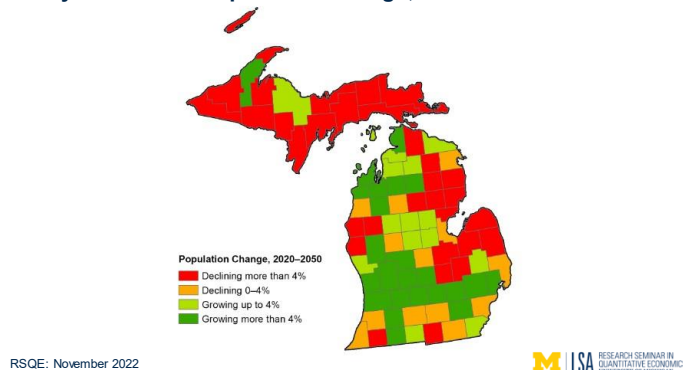 Population Change, 2020–2050
Declining more than 4%
Declining 0–4%
Growing up to 4%
Growing more than 4%
RSQE: November 2022
M LSA RESEARCH SEMINAR IN
QUANTITATIVE ECONOMIC